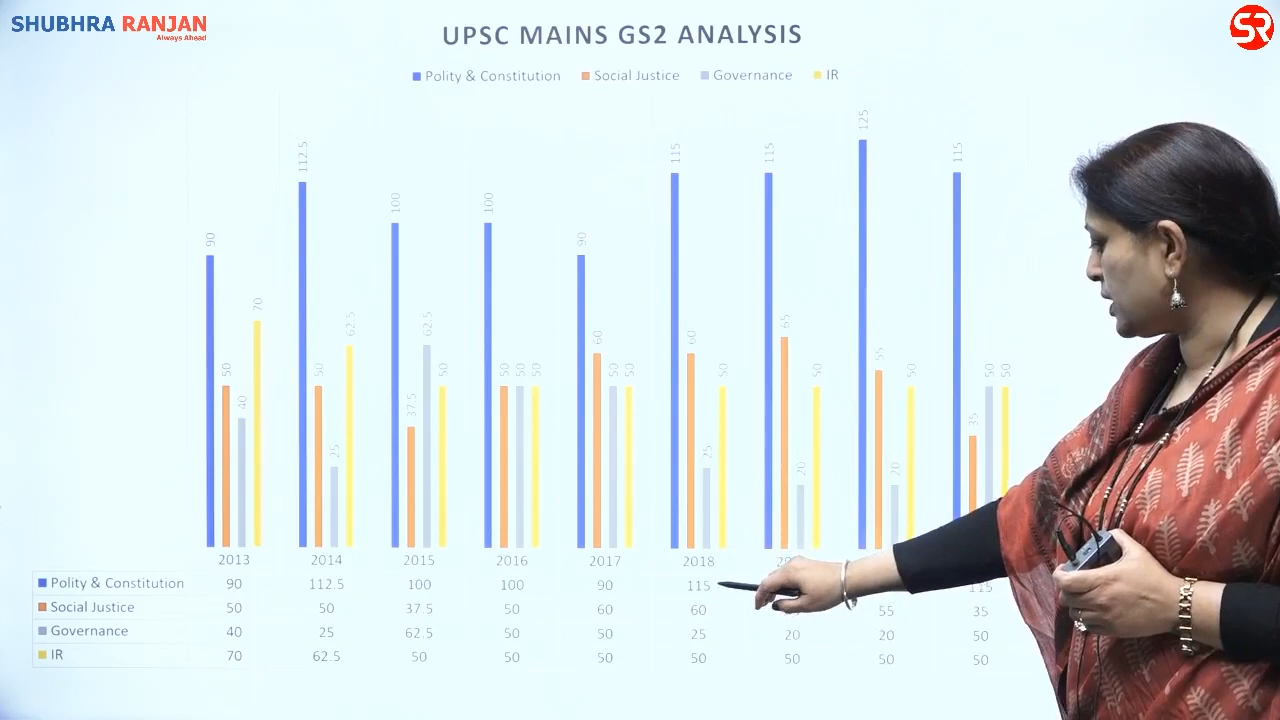 SHUBHRA RANJAN
Always Ahead
SR
UPSC MAINS GS2 ANALYSIS
Polity & Constitution Social Justice Governance IR
90 50 40 70
112.5 50 25 62.5
100 37.5 62.5 50
100 50 50 50
90 60 50 50
115 60 25 50
115 65 20 50
125 55 20 50
115 35 50 50
2013 2014 2015 2016 2017 2018
Polity & Constitution 90 112.5 100 100 90 115 115
Social Justice 50 50 37.5 50 60 60 55 35
Governance 40 25 62.5 50 50 25 20 20 50
IR 70 62.5 50 50 50 50 50 50 50